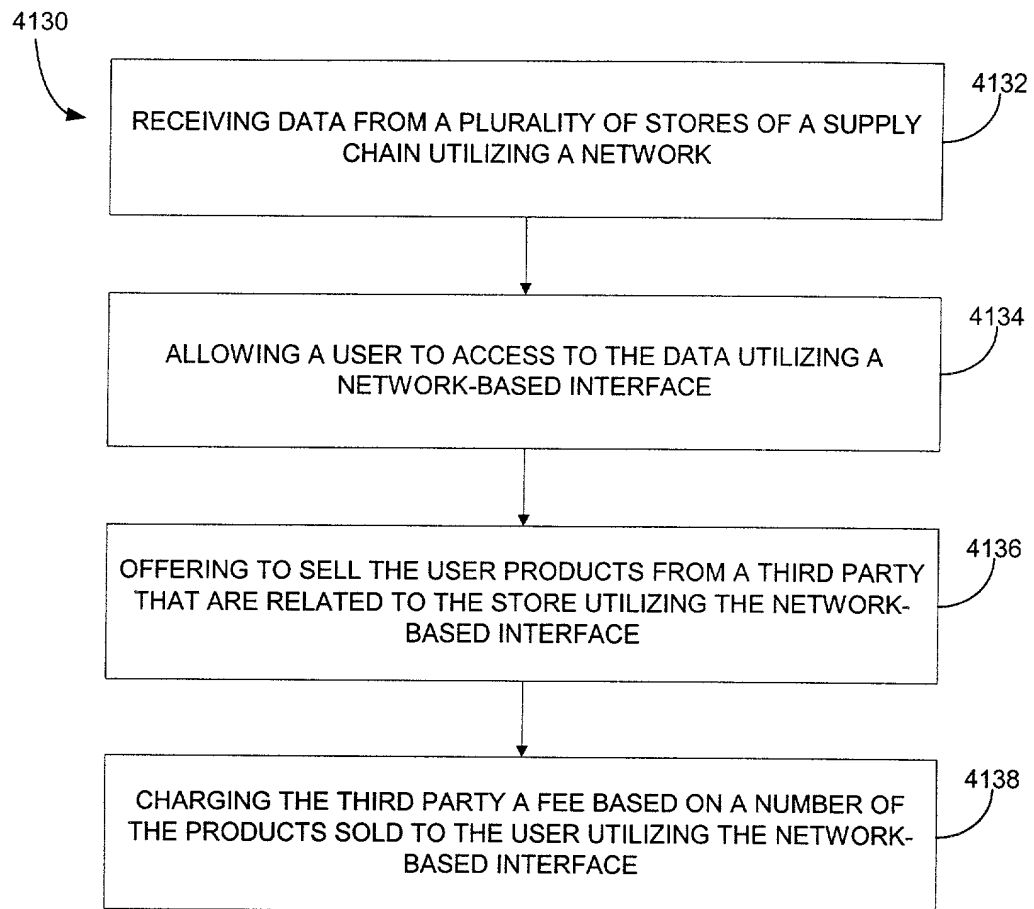 4130
4132
RECEIVING DATA FROM A PLURALITY OF STORES OF A SUPPLY
CHAIN UTILIZING A NETWORK
4134
ALLOWING A USER TO ACCESS TO THE DATA UTILIZING A
NETWORK-BASED INTERFACE
4136
OFFERING TO SELL THE USER PRODUCTS FROM A THIRD PARTY
THAT ARE RELATED TO THE STORE UTILIZING THE NETWORK-
BASED INTERFACE
4138
CHARGING THE THIRD PARTY A FEE BASED ON A NUMBER OF
THE PRODUCTS SOLD TO THE USER UTILIZING THE NETWORK-
BASED INTERFACE